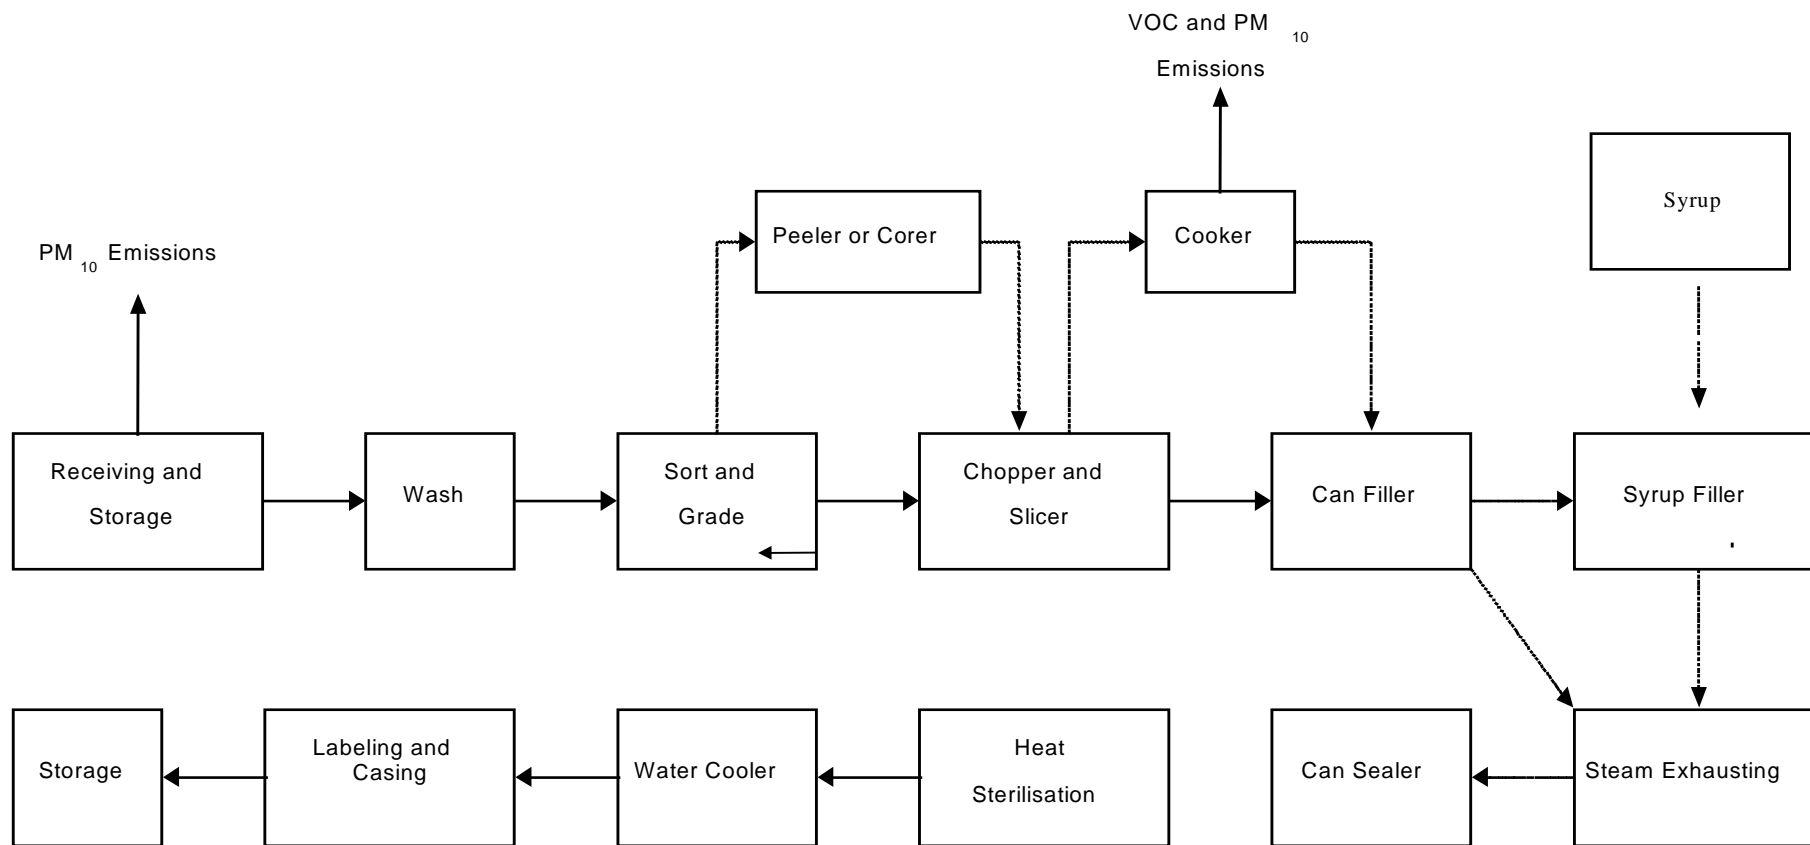 VOC and PM 10
Emissions
Syrup
Peeler or Corer
Cooker
PM 10 Emissions
Receiving and
Storage
Wash
Sort and
Grade
Chopper and
Slicer
Can Filler
Syrup Filler
Storage
Labeling and
Casing
Water Cooler
Heat
Sterilisation
Can Sealer
Steam Exhausting